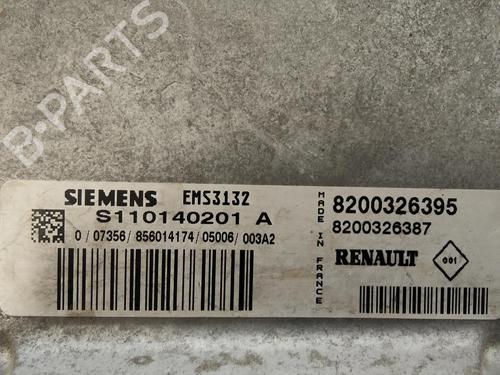 B-PARTS
SIEMENS EMS3132
S110140201 A
0 / 07356 / 856014174 / 05006 / 003A2
MADE IN FRANCE
8200326395
8200326387
RENAULT 001